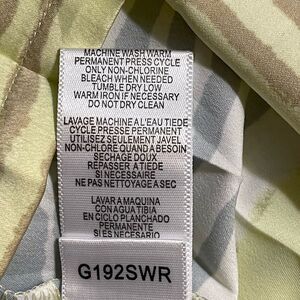 MACHINE WASH WARM
PERMANENT PRESS CYCLE
ONLY NON-CHLORINE
BLEACH WHEN NEEDED
TUMBLE DRY LOW
WARM IRON if NECESSARY
DO NOT DRY CLEAN
LAVAGE MACHINE A L'EAU TIEDE
CYCLE PRESSE PERMANENT
UTILISEZ SEULEMENT JAVEL
NON-CHLORÉ QUAND A BESOIN
SECHAGE DOUX
REPASSER A TIÈDE
SI NECESSAIRE
NE PAS NETTOYAGE A SEC
LAVAR A MAQUINA
CON AGUA TIBIA
EN CICLO PLANCHADO
PERMANENTE
SI ES NECESARIO
G192SWR